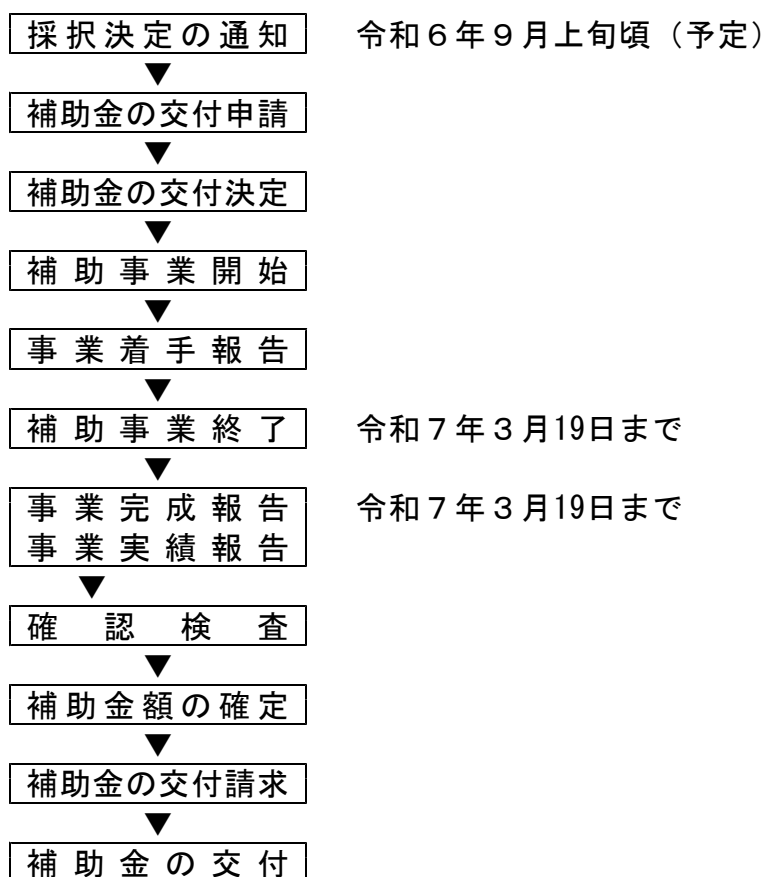 採択決定の通知　令和６年９月上旬頃（予定）
▼
補助金の交付申請
▼
補助金の交付決定
▼
補助事業開始
▼
事業着手報告
▼
補助事業終了　令和７年３月19日まで
▼
事業完成報告　令和７年３月19日まで
事業実績報告
▼
確認検査
▼
補助金額の確定
▼
補助金の交付請求
▼
補助金の交付